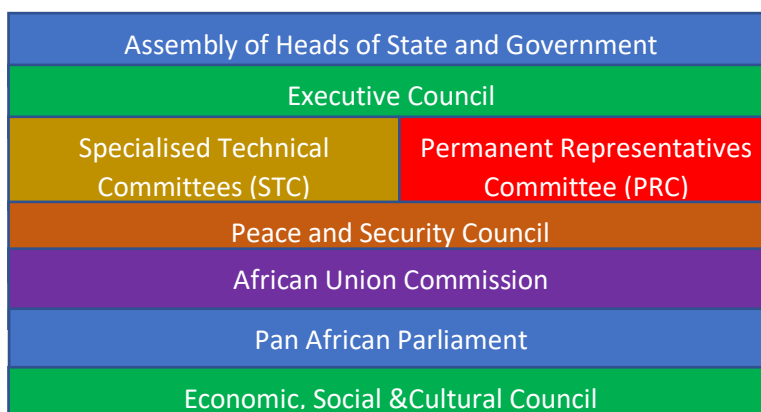 Assembly of Heads of State and Government
Executive Council
Specialised Technical
Committees (STC)
Permanent Representatives
Committee (PRC)
Peace and Security Council
African Union Commission
Pan African Parliament
Economic, Social &Cultural Council